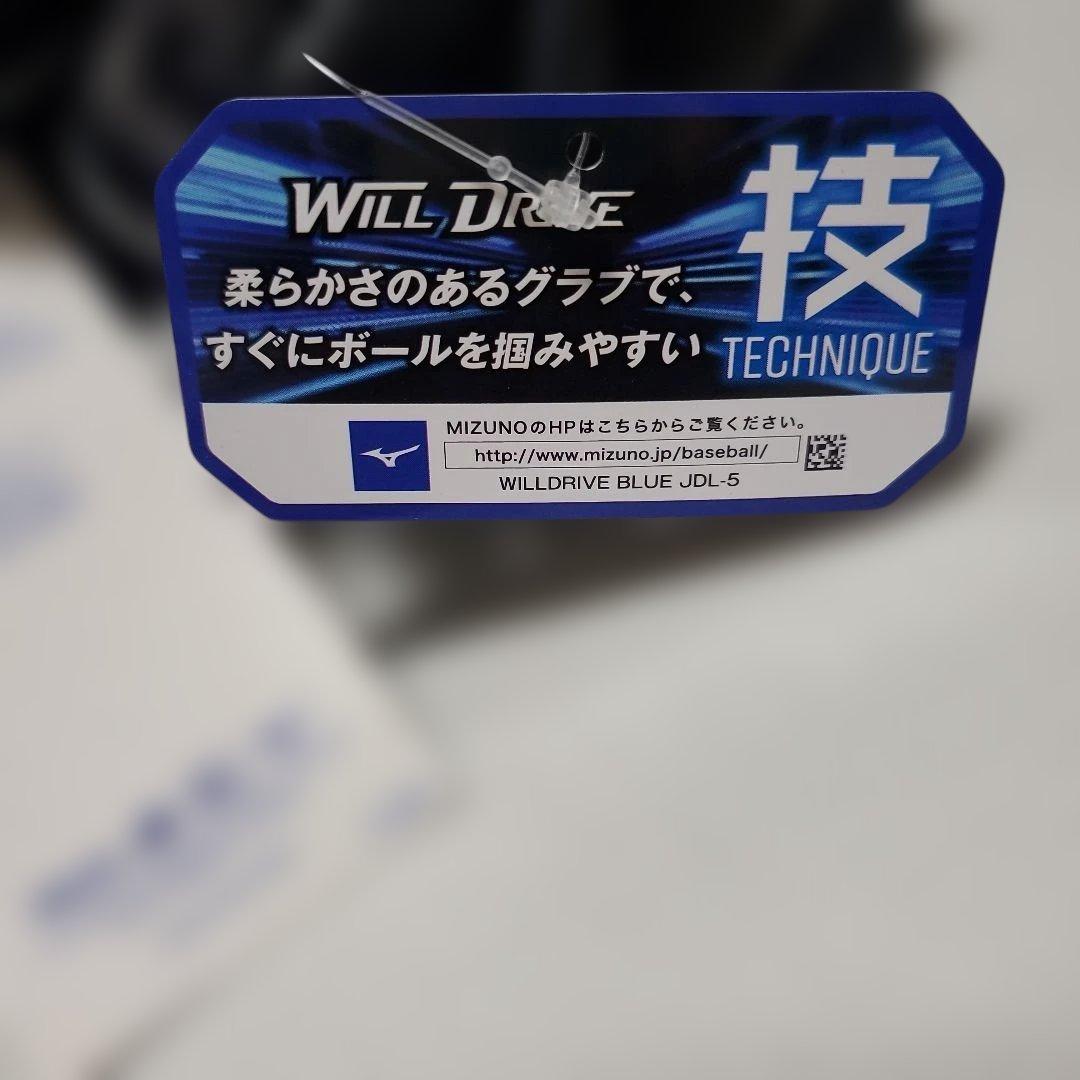 WILL DRIVE
柔らかさのあるグラブで、
すぐにボールを掴みやすい
技
TECHNIQUE
MIZUNOのHPはこちらからご覧ください。
http://www.mizuno.jp/baseball/
WILLDRIVE BLUE JDL-5